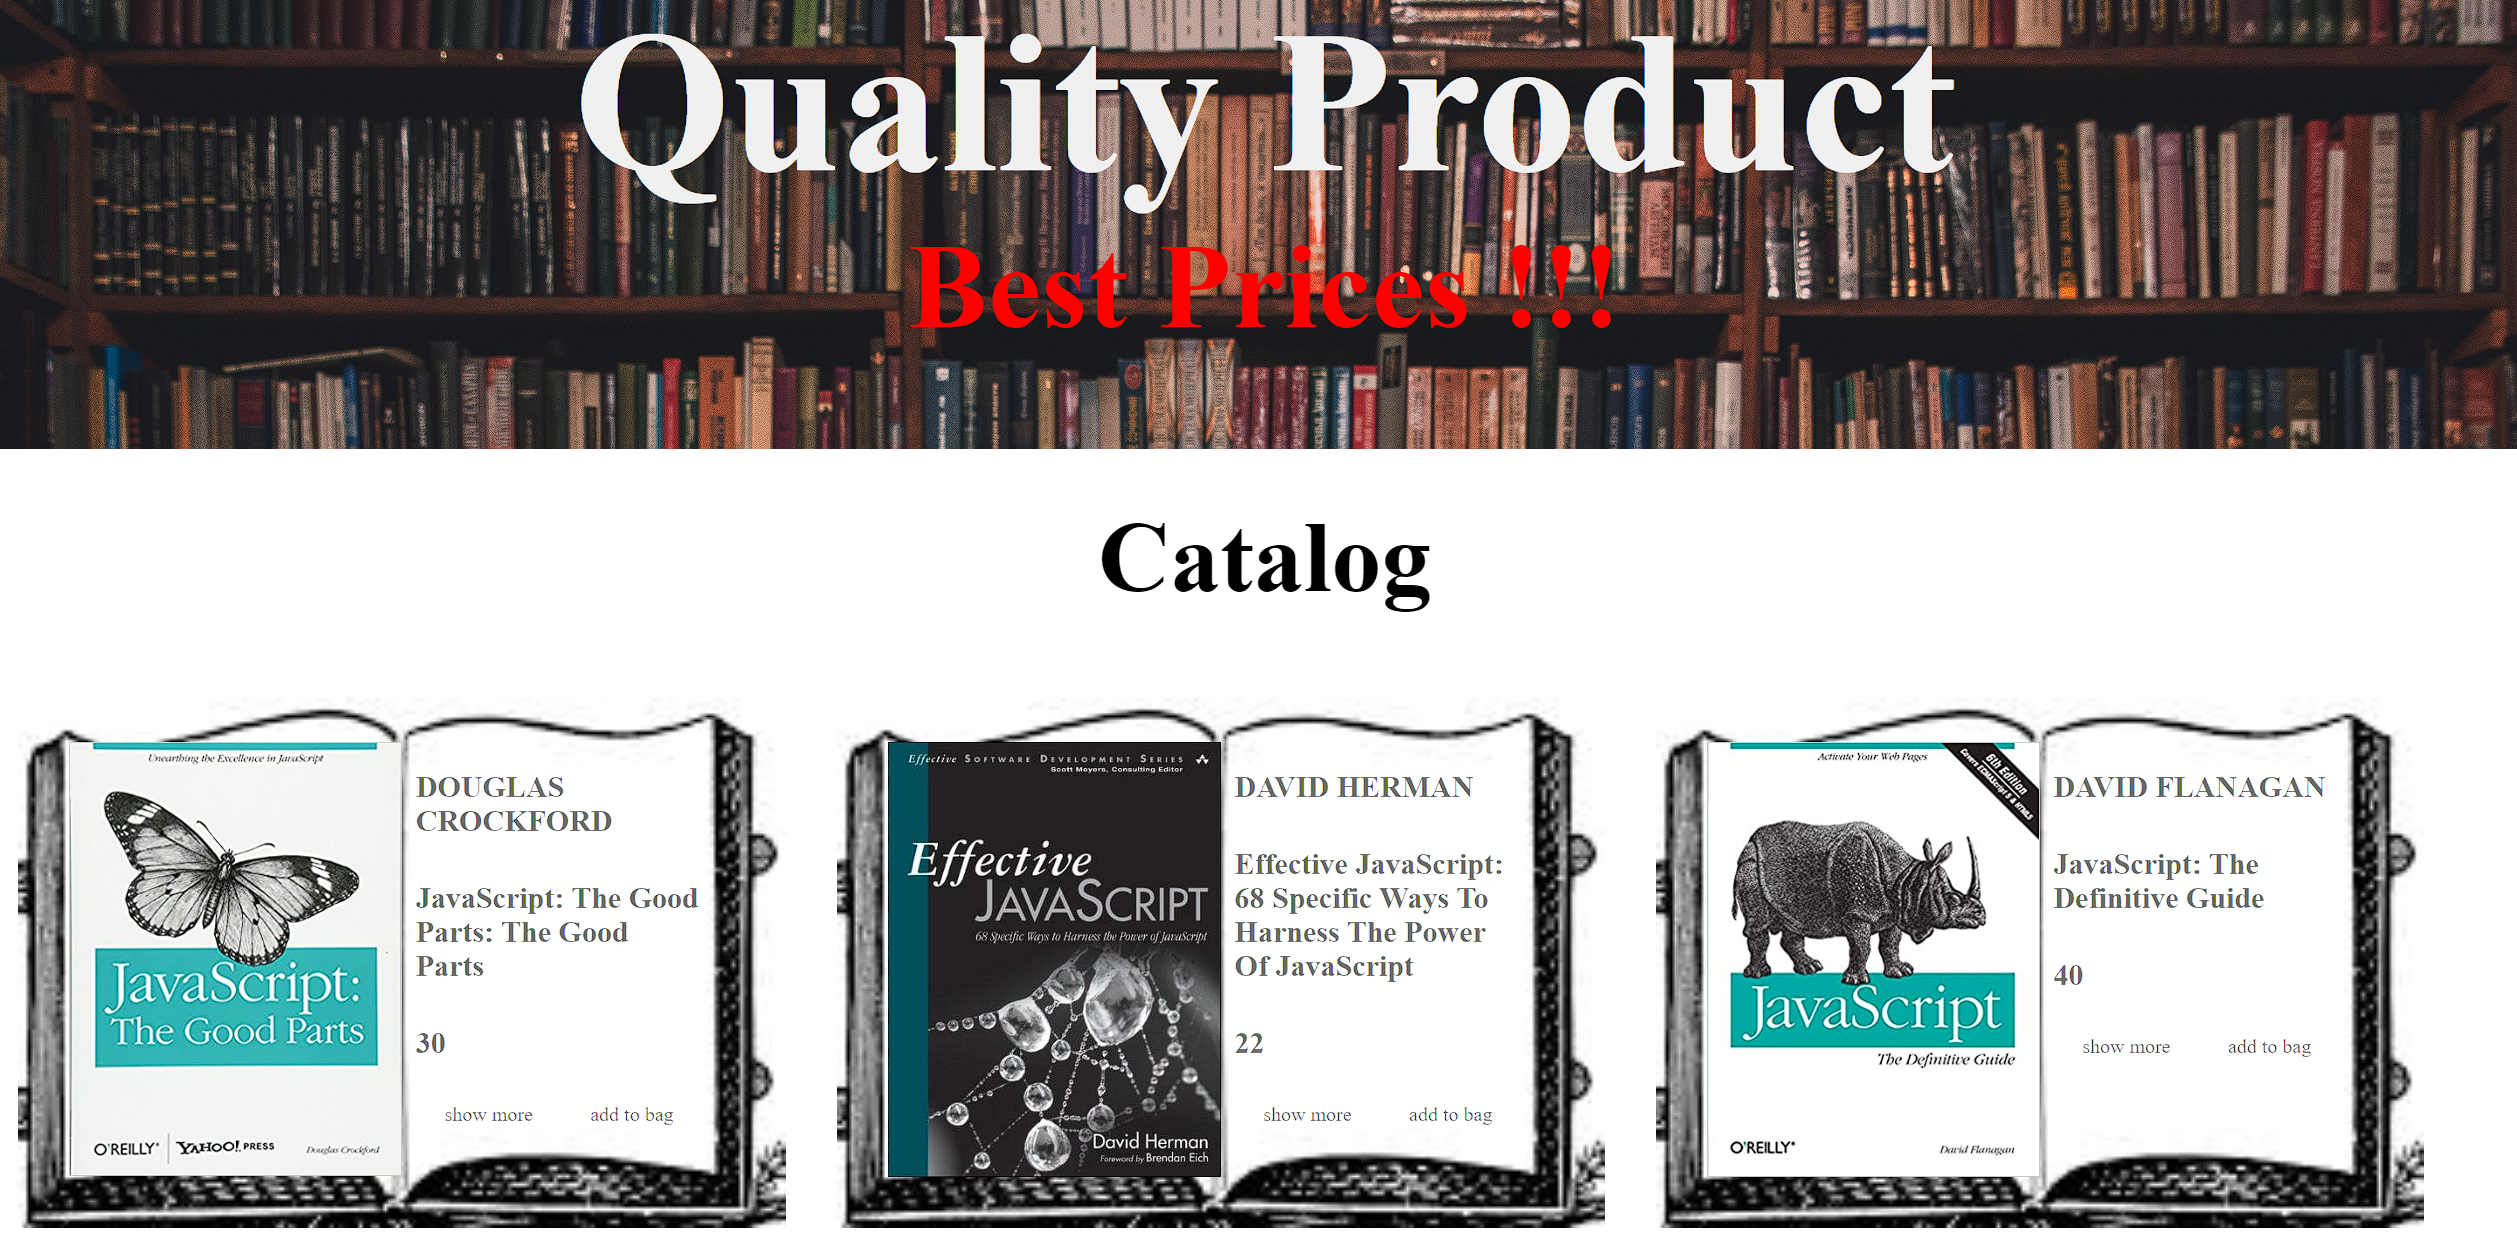 Quality Product
Best Prices !!!
Catalog
Unearthing the Excellence in JavaScript
JavaScript:
The Good Parts
O'REILLY®
YAHOO! PRESS
Douglas Crockford
DOUGLAS
CROCKFORD
JavaScript: The Good
Parts: The Good
Parts
30
show more
add to bag
Effective SOFTWARE DEVELOPMENT SERIES
Scott Meyers, Consulting Editor
Effective
JAVASCRIPT
68 Specific Ways to Harness the Power of JavaScript
David Herman
Foreword by Brendan Eich
DAVID HERMAN
Effective JavaScript:
68 Specific Ways To
Harness The Power
Of JavaScript
22
show more
add to bag
Activate Your Web Pages
6th Edition
Covers ECMAScript 5 & HTML5
JavaScript
The Definitive Guide
O'REILLY®
David Flanagan
DAVID FLANAGAN
JavaScript: The
Definitive Guide
40
show more
add to bag